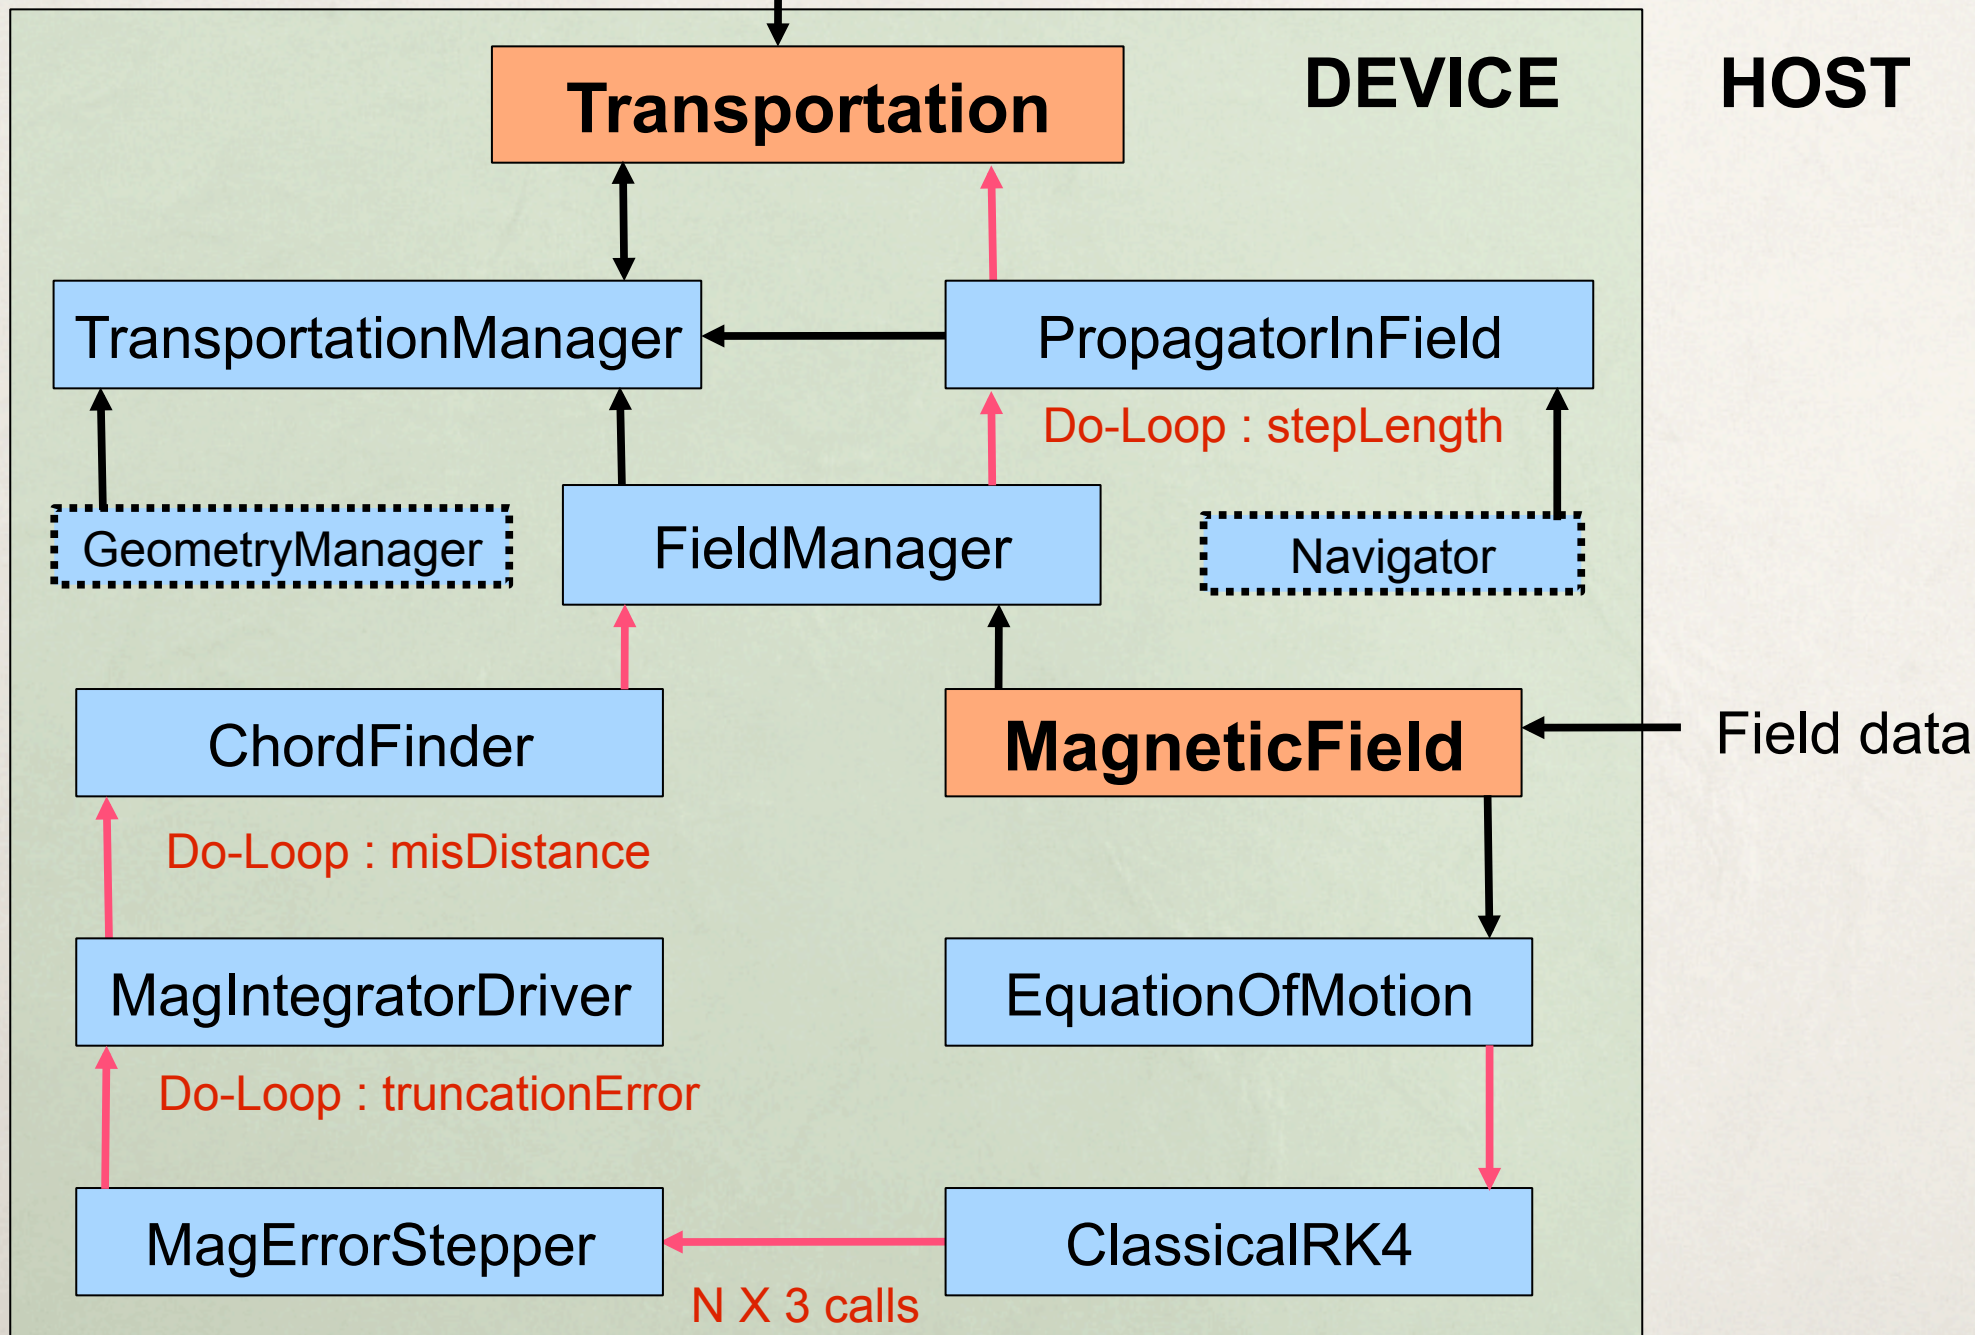 DEVICE
HOST
Transportation
TransportationManager
PropagatorInField
Do-Loop : stepLength
GeometryManager
FieldManager
Navigator
ChordFinder
MagneticField
Field data
Do-Loop : misDistance
MagIntegratorDriver
EquationOfMotion
Do-Loop : truncationError
MagErrorStepper
ClassicalRK4
N X 3 calls